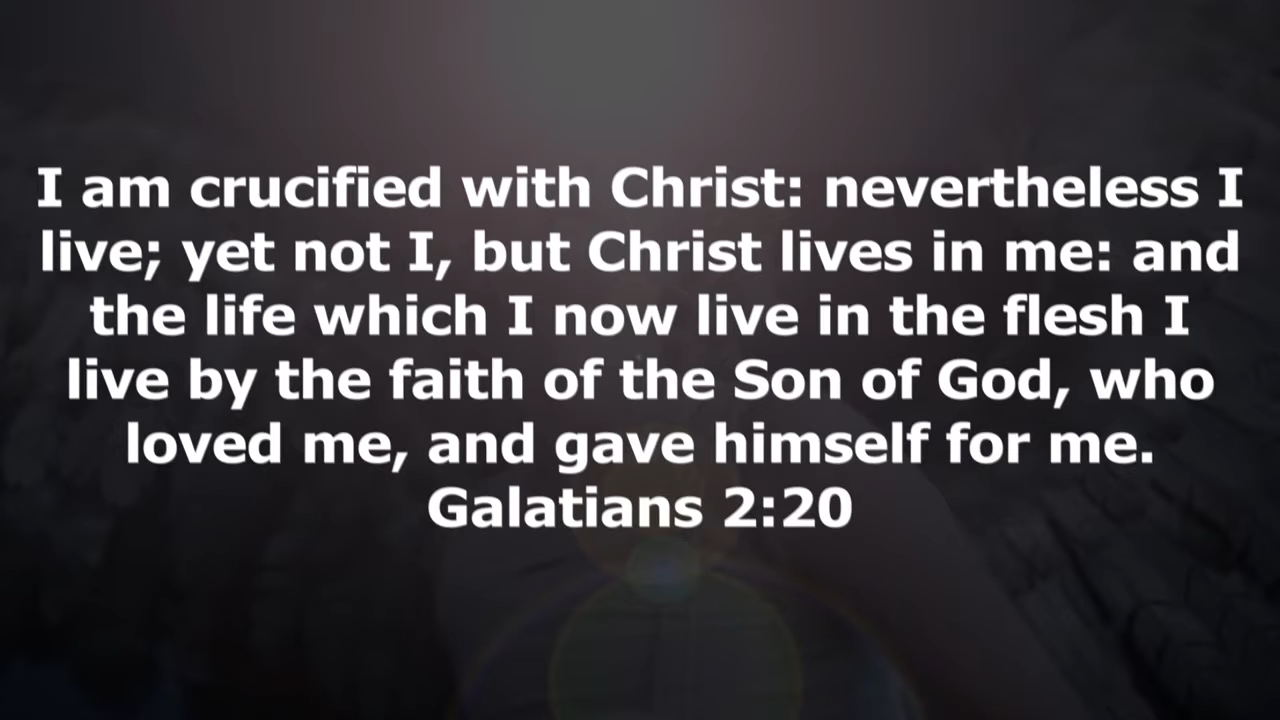 I am crucified with Christ: nevertheless I
live; yet not I, but Christ lives in me: and
the life which I now live in the flesh I
live by the faith of the Son of God, who
loved me, and gave himself for me.
Galatians 2:20